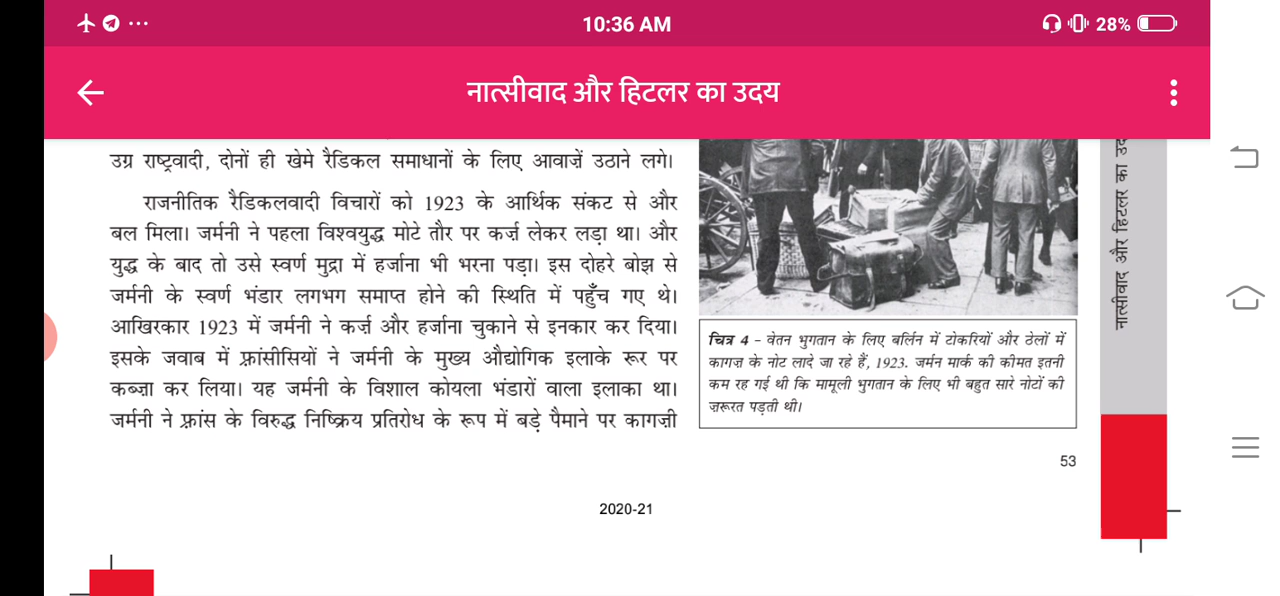 10:36 AM
28%
नात्सीवाद और हिटलर का उदय
उग्र राष्ट्रवादी, दोनों ही खेमे रैडिकल समाधानों के लिए आवाज़ें उठाने लगे।
राजनीतिक रैडिकलवादी विचारों को 1923 के आर्थिक संकट से और
बल मिला। जर्मनी ने पहला विश्वयुद्ध मोटे तौर पर कर्ज़ लेकर लड़ा था। और
युद्ध के बाद तो उसे स्वर्ण मुद्रा में हर्जाना भी भरना पड़ा। इस दोहरे बोझ से
जर्मनी के स्वर्ण भंडार लगभग समाप्त होने की स्थिति में पहुँच गए थे।
आखिरकार 1923 में जर्मनी ने कर्ज़ और हर्जाना चुकाने से इनकार कर दिया।
इसके जवाब में फ़्रांसीसियों ने जर्मनी के मुख्य औद्योगिक इलाके रूर पर
कब्ज़ा कर लिया। यह जर्मनी के विशाल कोयला भंडारों वाला इलाका था।
जर्मनी ने फ़्रांस के विरुद्ध निष्क्रिय प्रतिरोध के रूप में बड़े पैमाने पर कागज़ी
चित्र 4 - वेतन भुगतान के लिए बर्लिन में टोकरियों और ठेलों में
कागज़ के नोट लादे जा रहे हैं, 1923. जर्मन मार्क की कीमत इतनी
कम रह गई थी कि मामूली भुगतान के लिए भी बहुत सारे नोटों की
ज़रूरत पड़ती थी।
नात्सीवाद और हिटलर का उद
53
2020-21